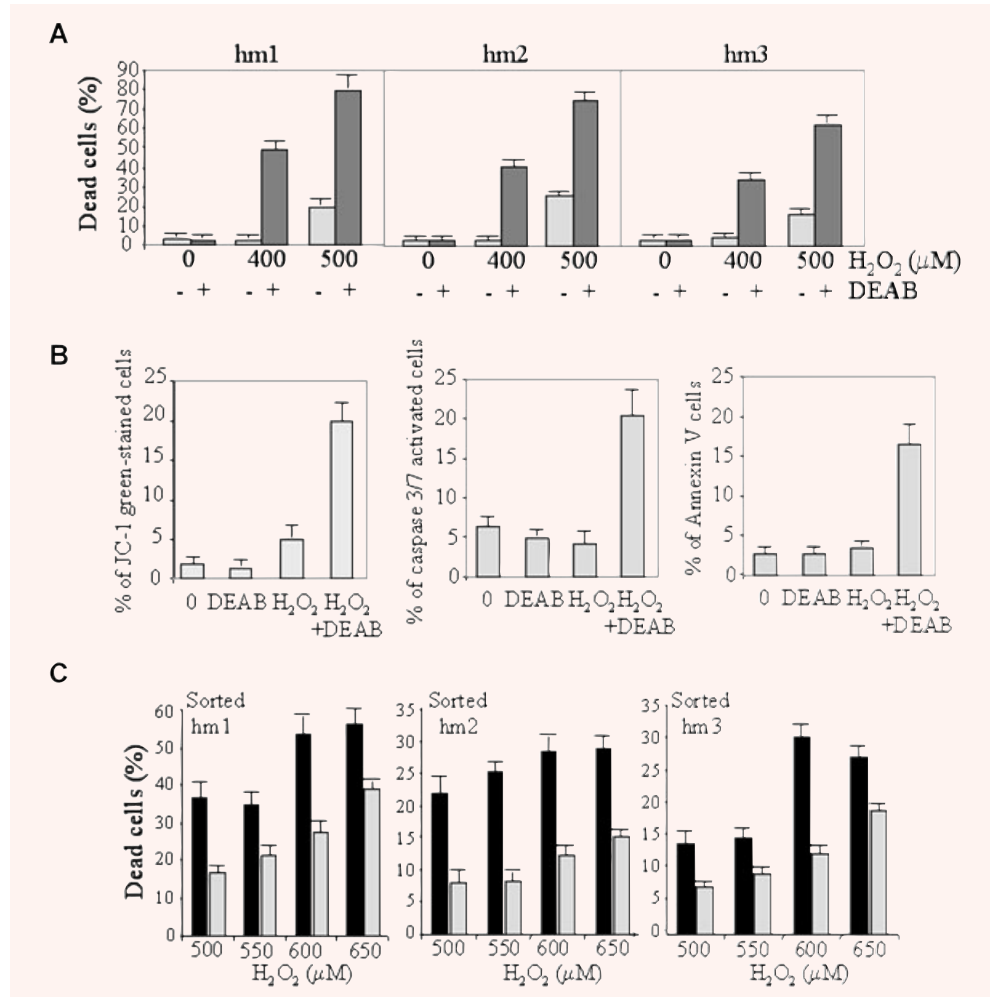 A
hm1 hm2 hm3
Dead cells (%)
90
80
70
60
50
40
30
20
10
0
0 400 500 0 400 500 0 400 500 H₂O₂ (µM)
- + - + - + - + - + - + - + - + - + DEAB
B
% of JC-1 green-stained cells
25
20
15
10
5
0
0 DEAB H₂O₂ H₂O₂
+DEAB
% of caspase 3/7 activated cells
25
20
15
10
5
0
0 DEAB H₂O₂ H₂O₂
+DEAB
% of Annexin V cells
25
20
15
10
5
0
0 DEAB H₂O₂ H₂O₂
+DEAB
C
Dead cells (%)
Sorted
hm1
60
50
40
30
20
10
0
500 550 600 650
H₂O₂ (µM)
Sorted
hm2
35
30
25
20
15
10
5
0
500 550 600 650
H₂O₂ (µM)
Sorted
hm3
35
30
25
20
15
10
5
0
500 550 600 650
H₂O₂ (µM)